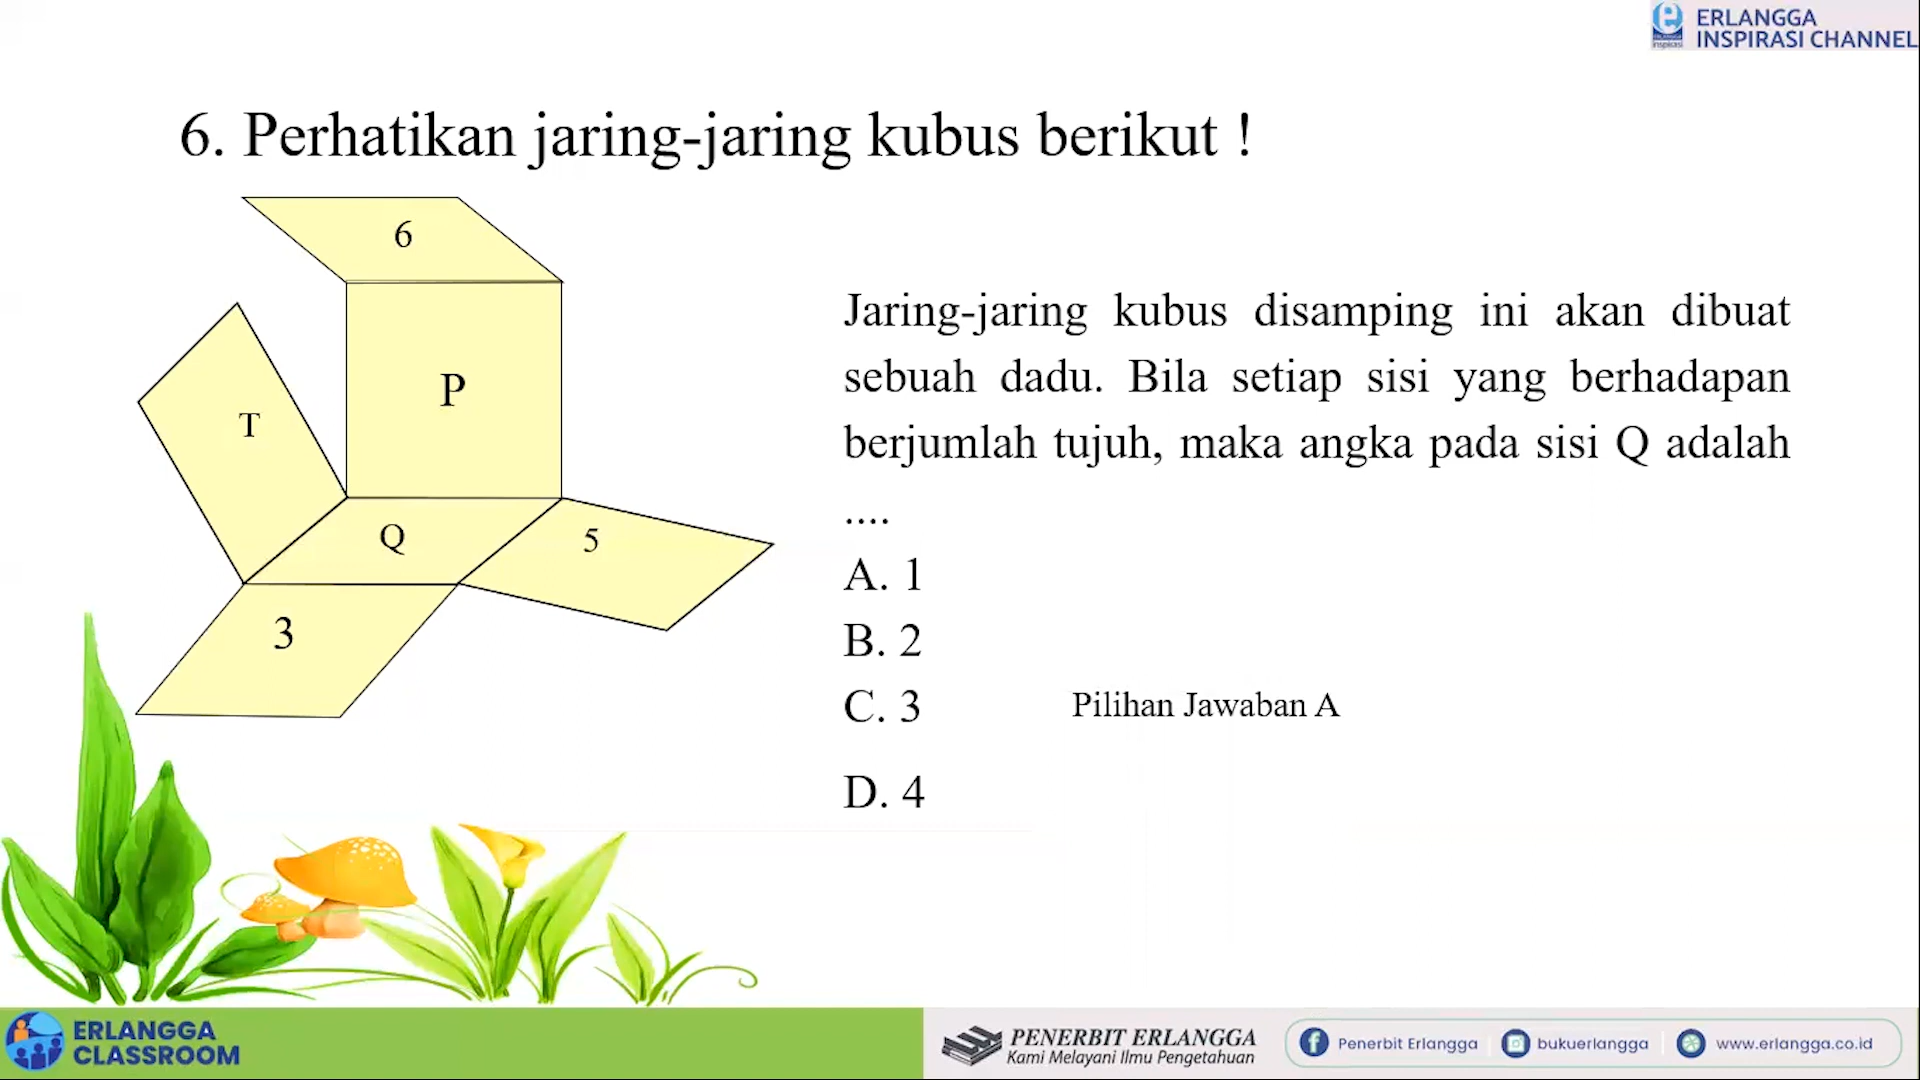 ERLANGGA
INSPIRASI CHANNEL
6. Perhatikan jaring-jaring kubus berikut !
6
P
T
Q
5
3
Jaring-jaring kubus disamping ini akan dibuat
sebuah dadu. Bila setiap sisi yang berhadapan
berjumlah tujuh, maka angka pada sisi Q adalah
....
A. 1
B. 2
C. 3
Pilihan Jawaban A
D. 4
ERLANGGA
CLASSROOM
PENERBIT ERLANGGA
Kami Melayani Ilmu Pengetahuan
Penerbit Erlangga
bukuerlangga
www.erlangga.co.id